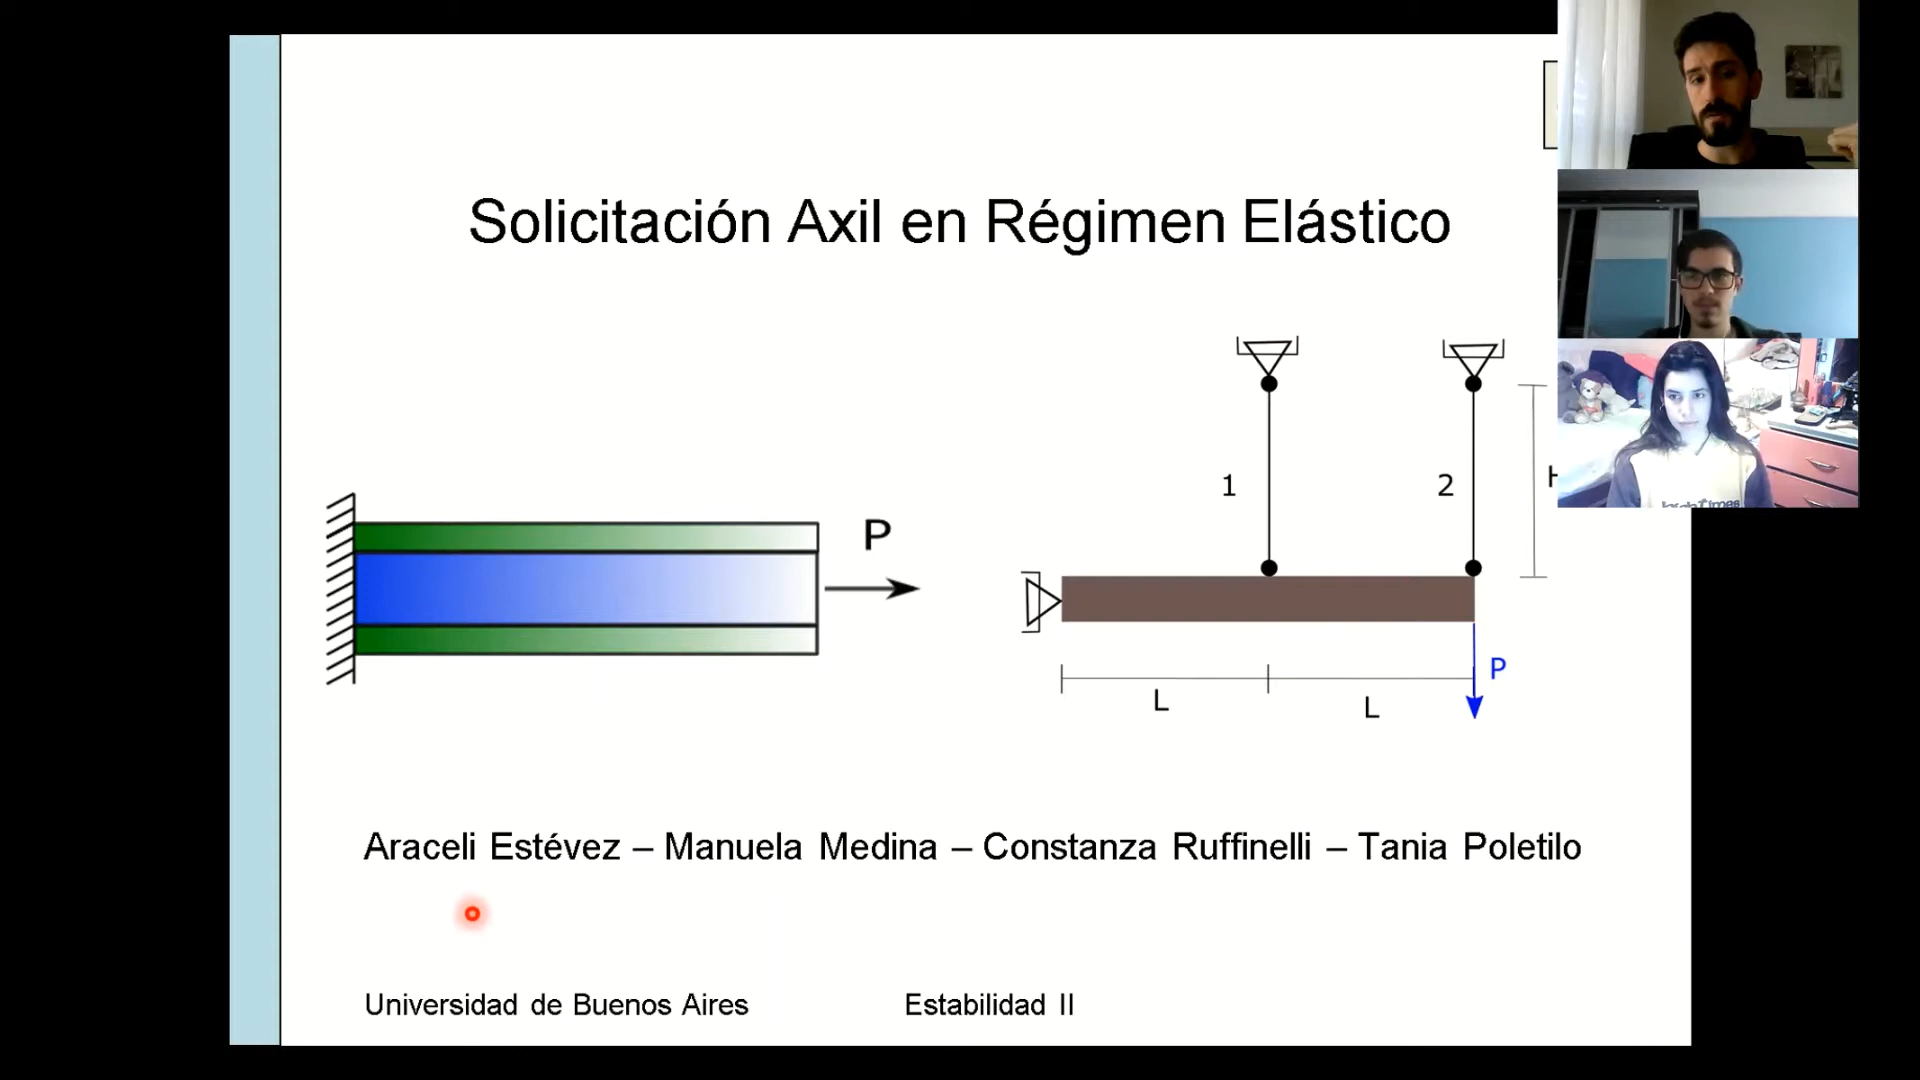 Solicitación Axil en Régimen Elástico
P
1
2
H
P
L
L
Araceli Estévez – Manuela Medina – Constanza Ruffinelli – Tania Poletilo
Universidad de Buenos Aires
Estabilidad II